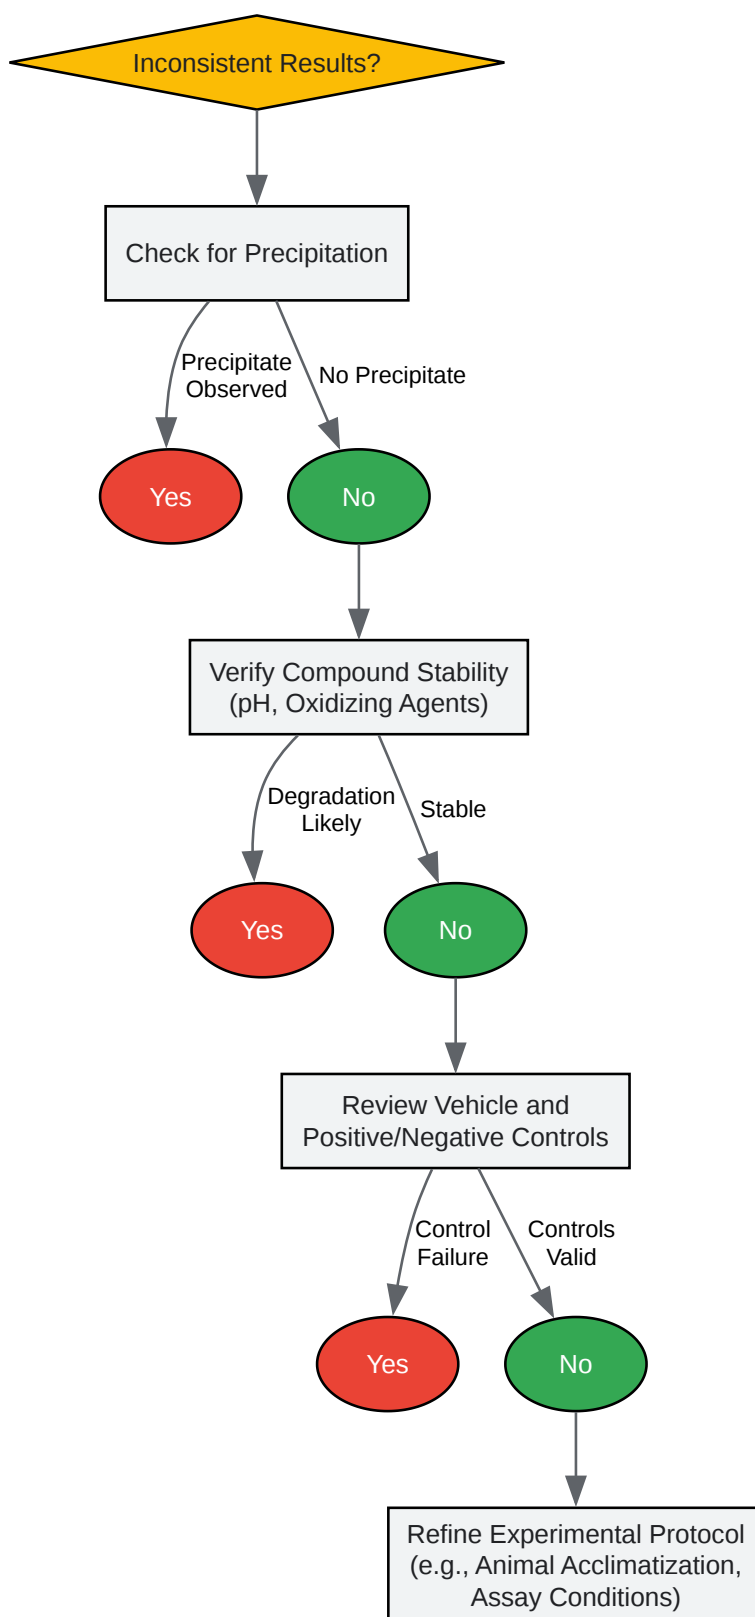 Inconsistent Results?
Check for Precipitation
Precipitate
Observed
No Precipitate
Yes
No
Verify Compound Stability
(pH, Oxidizing Agents)
Degradation
Likely
Stable
Yes
No
Review Vehicle and
Positive/Negative Controls
Control
Failure
Controls
Valid
Yes
No
Refine Experimental Protocol
(e.g., Animal Acclimatization,
Assay Conditions)